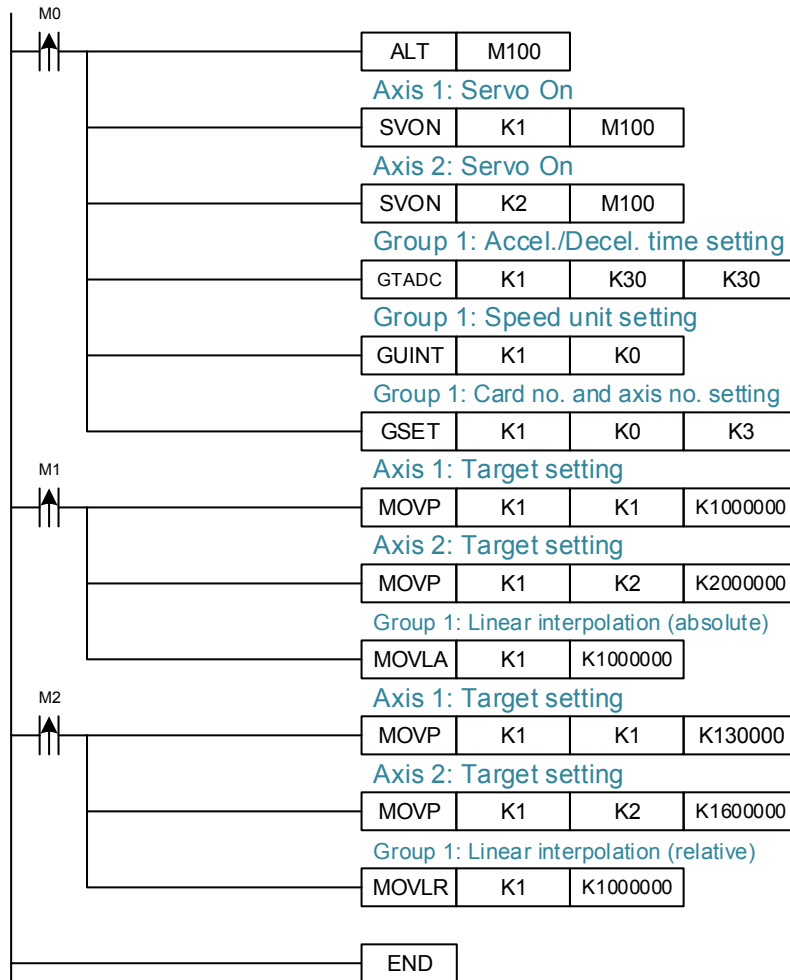 M0
ALT M100
Axis 1: Servo On
SVON K1 M100
Axis 2: Servo On
SVON K2 M100
Group 1: Accel./Decel. time setting
GTADC K1 K30 K30
Group 1: Speed unit setting
GUINT K1 K0
Group 1: Card no. and axis no. setting
GSET K1 K0 K3
M1
Axis 1: Target setting
MOVP K1 K1 K1000000
Axis 2: Target setting
MOVP K1 K2 K2000000
Group 1: Linear interpolation (absolute)
MOVLA K1 K1000000
M2
Axis 1: Target setting
MOVP K1 K1 K130000
Axis 2: Target setting
MOVP K1 K2 K1600000
Group 1: Linear interpolation (relative)
MOVLR K1 K1000000
END